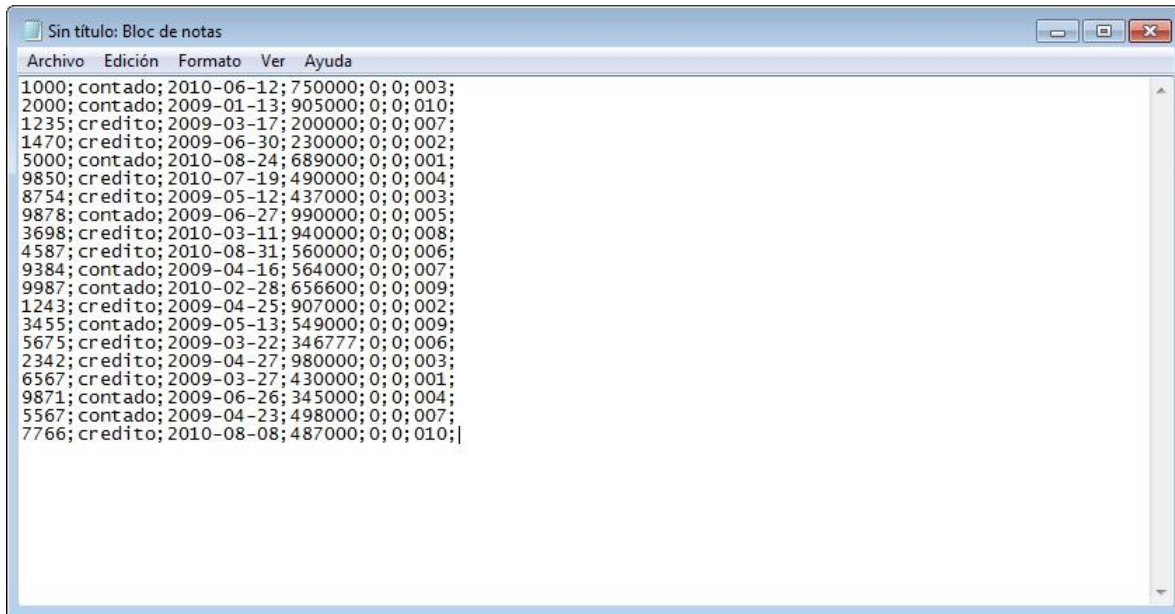 Sin título: Bloc de notas
Archivo Edición Formato Ver Ayuda
1000;contado;2010-06-12;750000;0;0;003;
2000;contado;2009-01-13;905000;0;0;010;
1235;credito;2009-03-17;200000;0;0;007;
1470;credito;2009-06-30;230000;0;0;002;
5000;contado;2010-08-24;689000;0;0;001;
9850;credito;2010-07-19;490000;0;0;004;
8754;credito;2009-05-12;437000;0;0;003;
9878;contado;2009-06-27;990000;0;0;005;
3698;credito;2010-03-11;940000;0;0;008;
4587;credito;2010-08-31;560000;0;0;006;
9384;contado;2009-04-16;564000;0;0;007;
9987;contado;2010-02-28;656600;0;0;009;
1243;credito;2009-04-25;907000;0;0;002;
3455;contado;2009-05-13;549000;0;0;009;
5675;credito;2009-03-22;346777;0;0;006;
2342;credito;2009-04-27;980000;0;0;003;
6567;credito;2009-03-27;430000;0;0;001;
9871;contado;2009-06-26;345000;0;0;004;
5567;contado;2009-04-23;498000;0;0;007;
7766;credito;2010-08-08;487000;0;0;010;